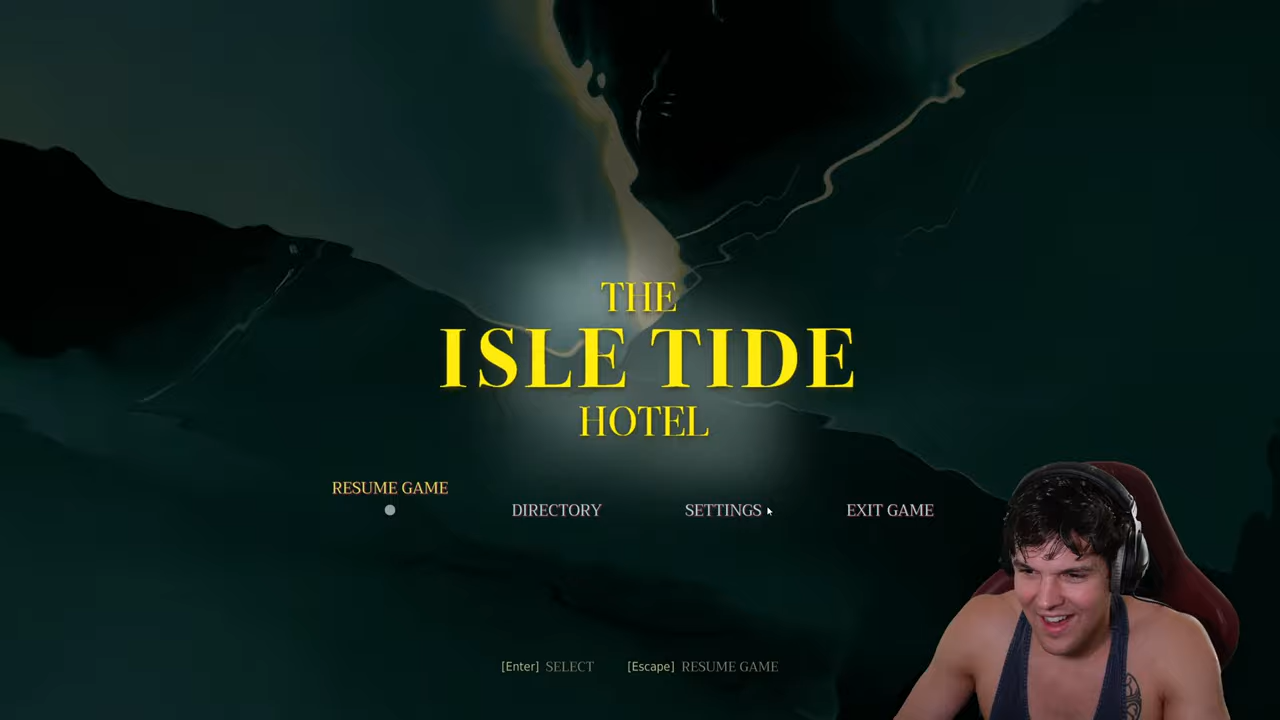 THE
ISLE TIDE
HOTEL
RESUME GAME
DIRECTORY SETTINGS EXIT GAME
[Enter] SELECT [Escape] RESUME GAME